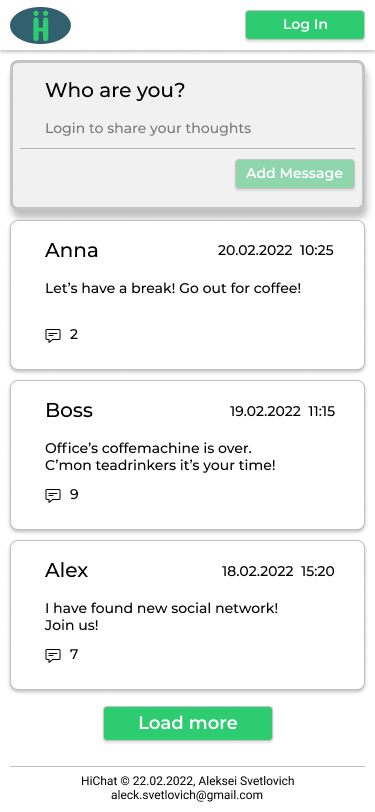 Log In
Who are you?
Login to share your thoughts
Add Message
Anna 20.02.2022 10:25
Let's have a break! Go out for coffee!
2
Boss 19.02.2022 11:15
Office's coffemachine is over.
C'mon teadrinkers it's your time!
9
Alex 18.02.2022 15:20
I have found new social network!
Join us!
7
Load more
HiChat © 22.02.2022, Aleksei Svetlovich
aleck.svetlovich@gmail.com